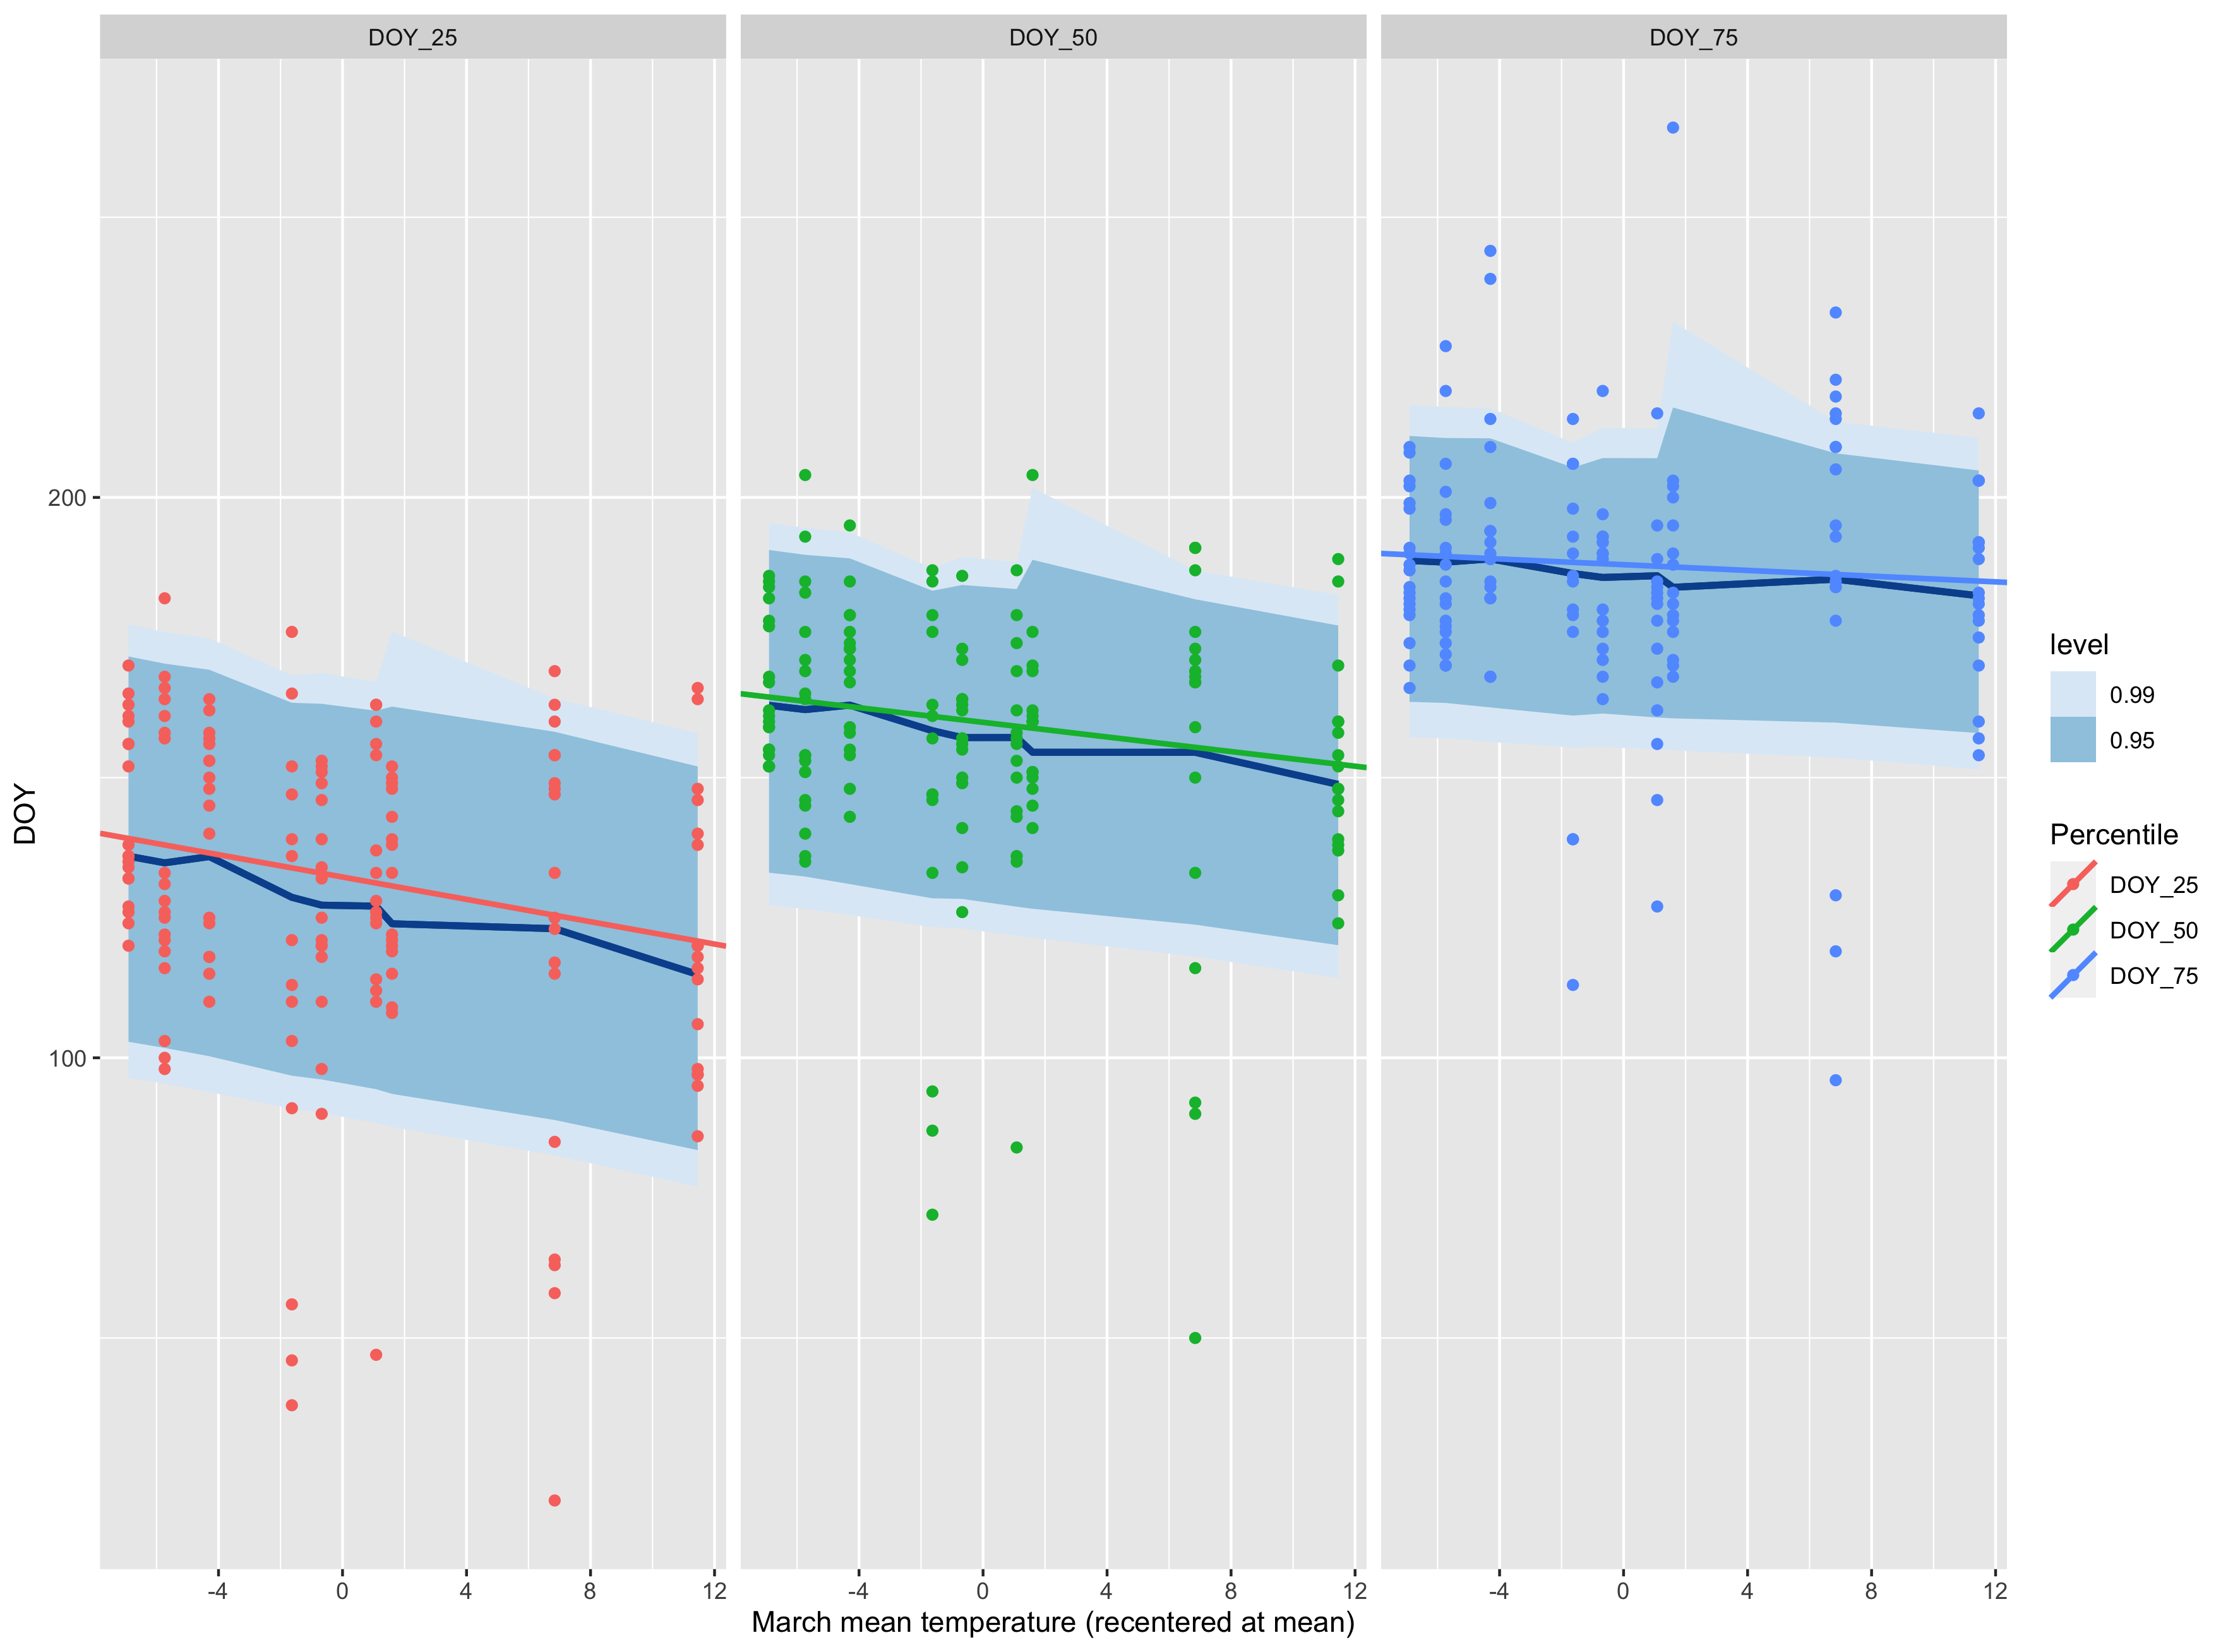 DOY_25
DOY_50
DOY_75
DOY
200
100
-4 0 4 8 12
-4 0 4 8 12
-4 0 4 8 12
March mean temperature (recentered at mean)
level
0.99
0.95
Percentile
DOY_25
DOY_50
DOY_75